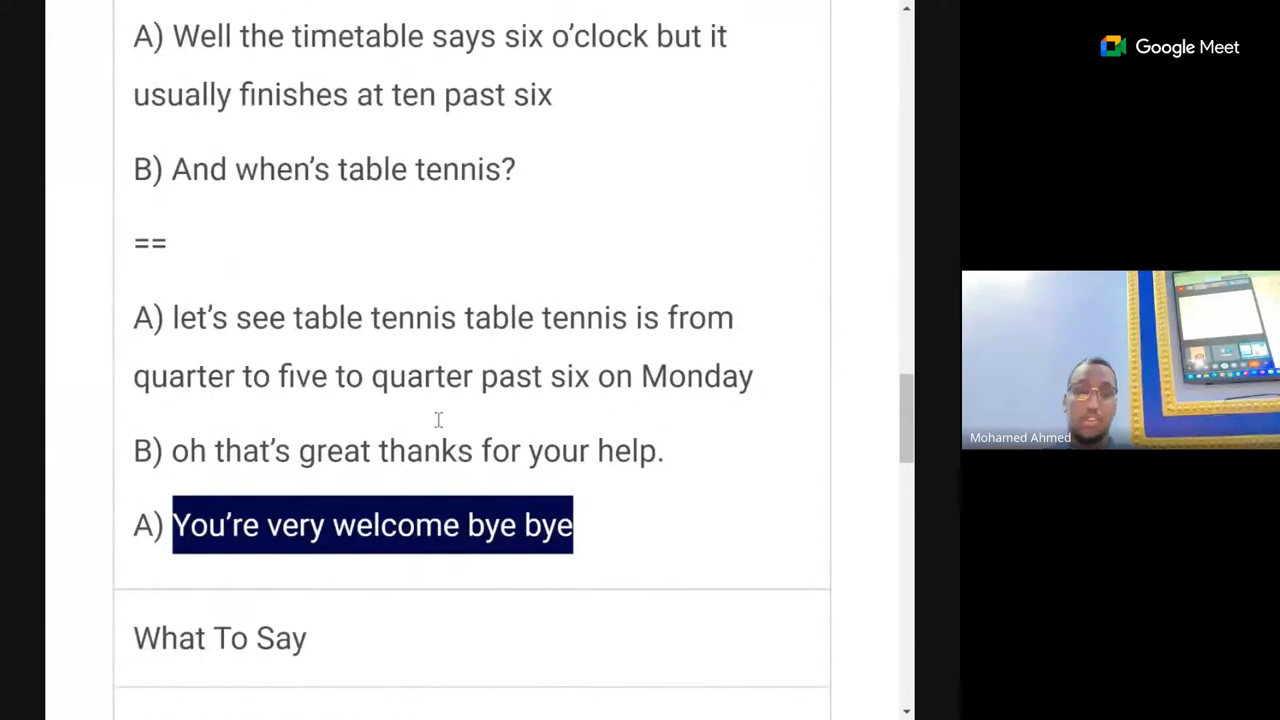 A) Well the timetable says six o’clock but it
usually finishes at ten past six
B) And when’s table tennis?
==
A) let’s see table tennis table tennis is from
quarter to five to quarter past six on Monday
B) oh that’s great thanks for your help.
A) You’re very welcome bye bye
What To Say
Google Meet
Mohamed Ahmed